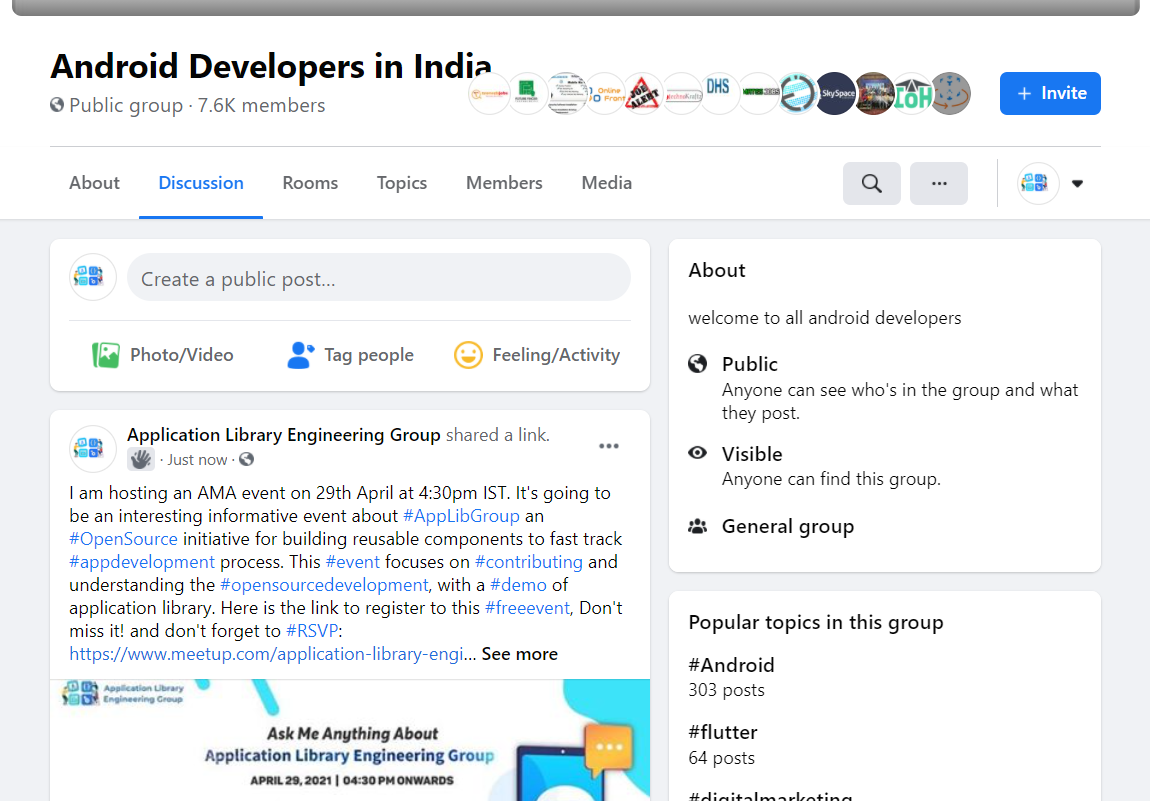 Android Developers in India
Public group · 7.6K members
JOB
ALERT
DHS
SkySpace
+ Invite
About
Discussion
Rooms
Topics
Members
Media
Create a public post...
Photo/Video
Tag people
Feeling/Activity
Application Library Engineering Group shared a link.
· Just now ·
I am hosting an AMA event on 29th April at 4:30pm IST. It's going to
be an interesting informative event about #AppLibGroup an
#OpenSource initiative for building reusable components to fast track
#appdevelopment process. This #event focuses on #contributing and
understanding the #opensourcedevelopment, with a #demo of
application library. Here is the link to register to this #freeevent, Don't
miss it! and don't forget to #RSVP:
https://www.meetup.com/application-library-engi... See more
Application Library
Engineering Group
Ask Me Anything About
Application Library Engineering Group
APRIL 29, 2021 | 04:30 PM ONWARDS
About
welcome to all android developers
Public
Anyone can see who's in the group and what
they post.
Visible
Anyone can find this group.
General group
Popular topics in this group
#Android
303 posts
#flutter
64 posts
#digitalmarketing